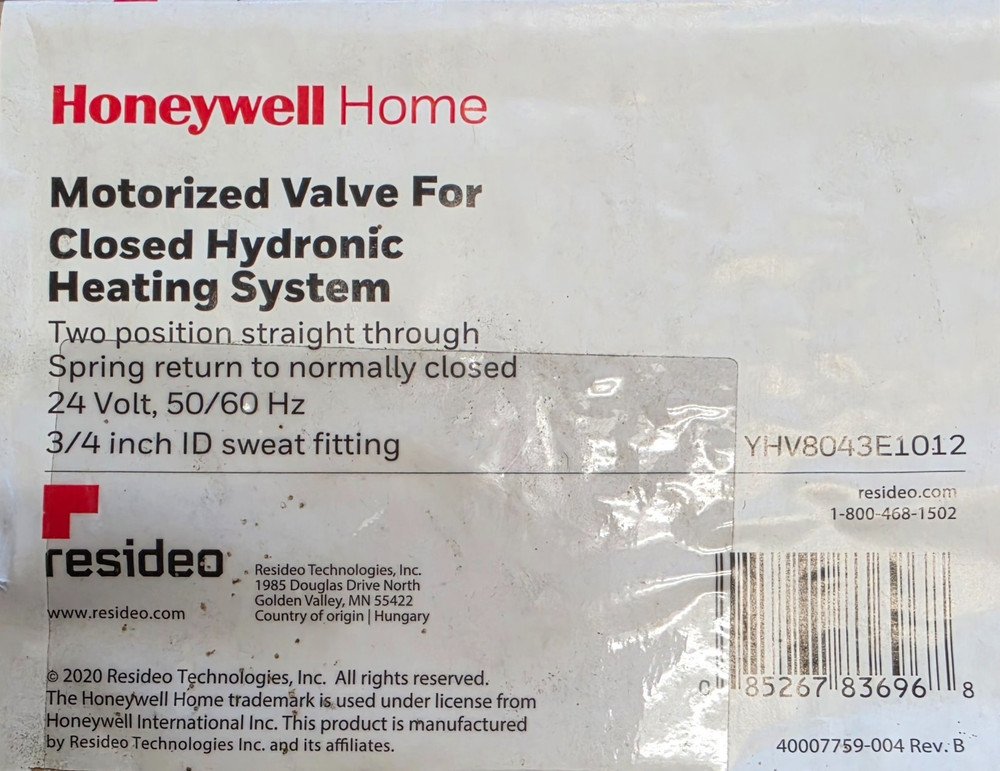 Honeywell Home
Motorized Valve For
Closed Hydronic
Heating System
Two position straight through
Spring return to normally closed
24 Volt, 50/60 Hz
3/4 inch ID sweat fitting
YHV8043E1012
resideo.com
1-800-468-1502
resideo
www.resideo.com
Resideo Technologies, Inc.
1985 Douglas Drive North
Golden Valley, MN 55422
Country of origin | Hungary
© 2020 Resideo Technologies, Inc. All rights reserved.
The Honeywell Home trademark is used under license from
Honeywell International Inc. This product is manufactured
by Resideo Technologies Inc. and its affiliates.
0 85267 83696 8
40007759-004 Rev. B